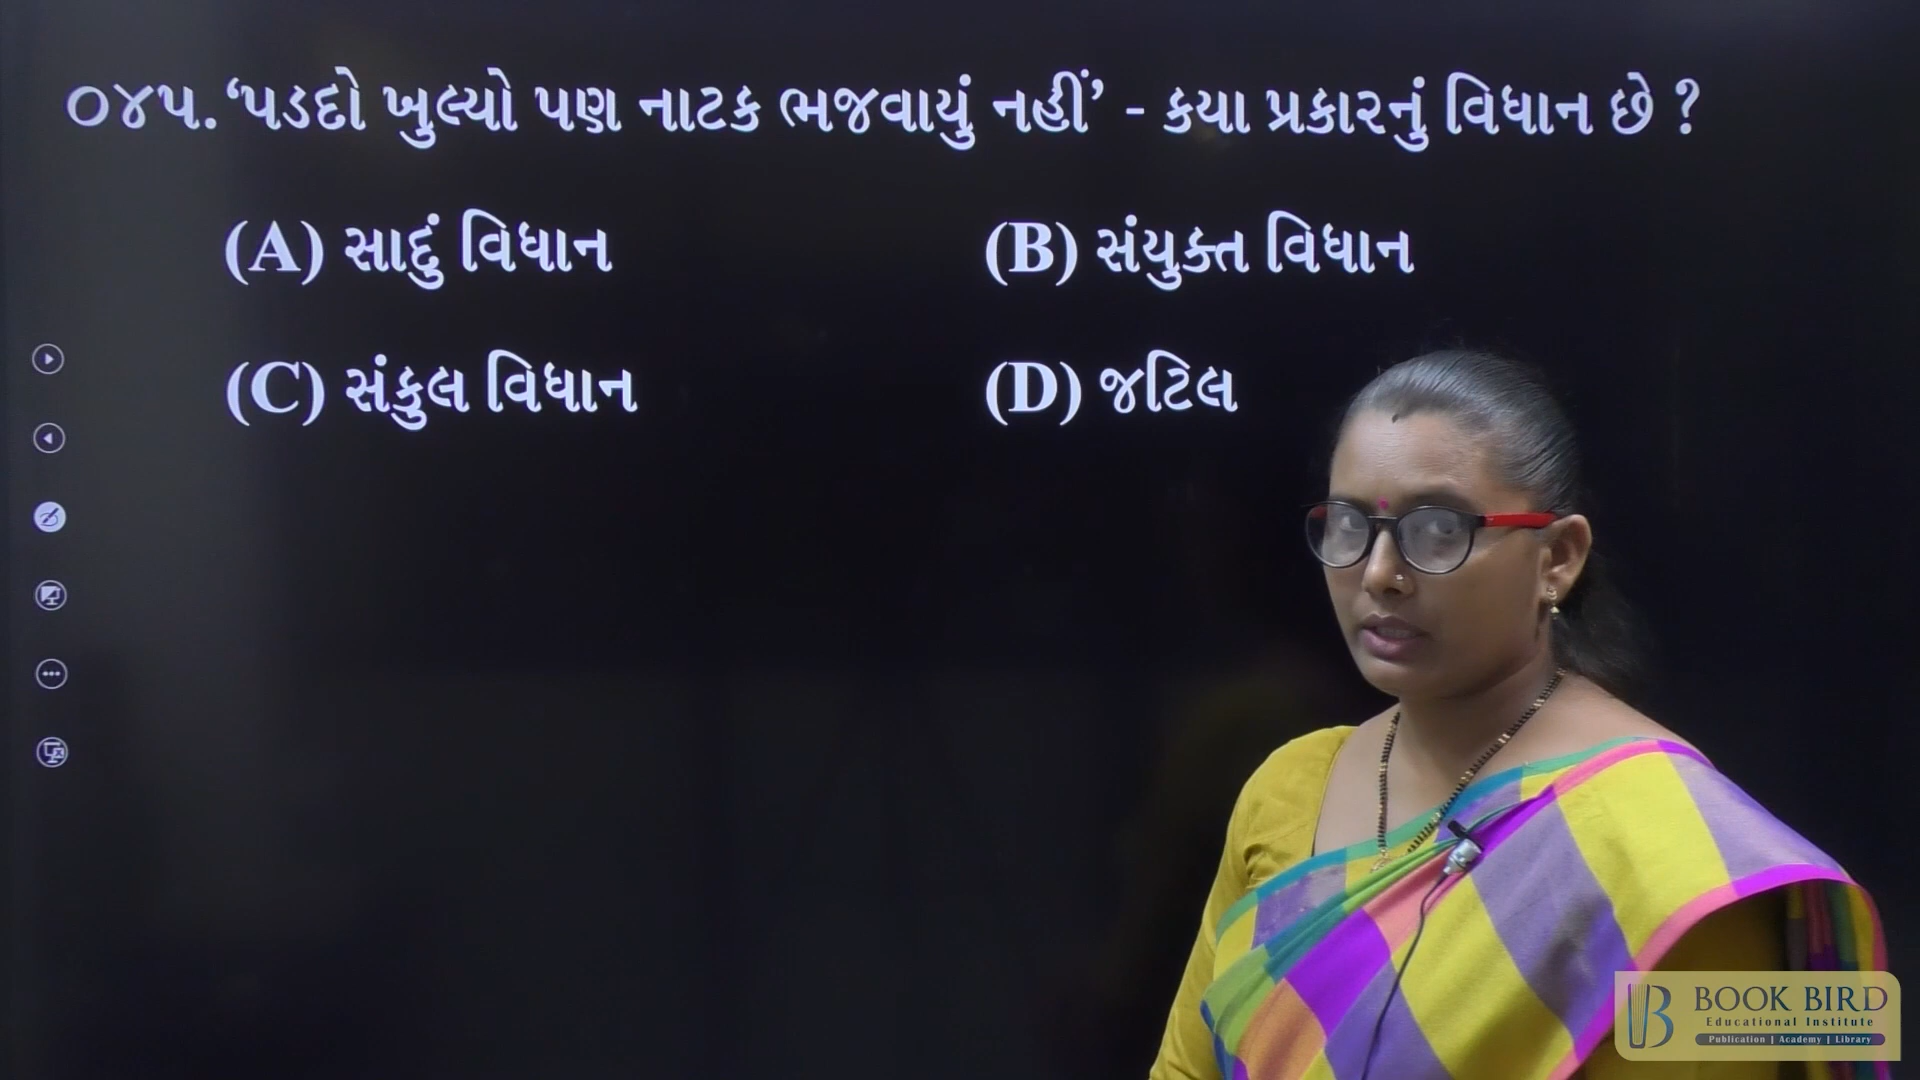 ૦૪૫. ‘પડદો ખુલ્યો પણ નાટક ભજવાયું નહીં’ - કયા પ્રકારનું વિધાન છે ?
(A) સાદું વિધાન
(B) સંયુક્ત વિધાન
(C) સંકુલ વિધાન
(D) જટિલ
BOOK BIRD
Educational Institute
Publication | Academy | Library